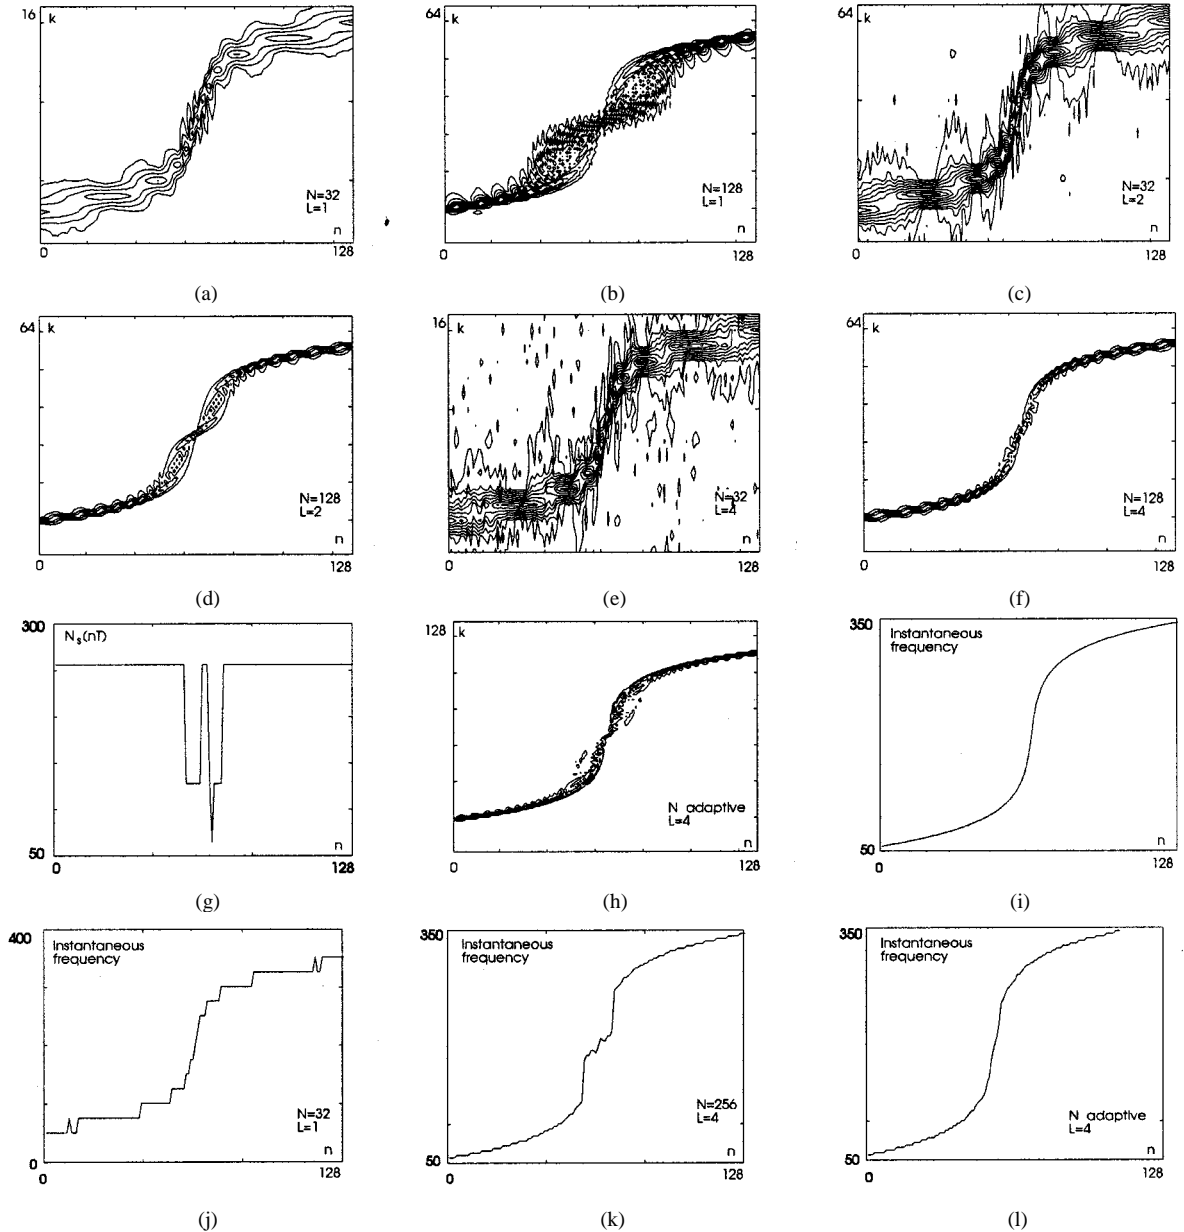 16
k
N=32
L=1
n
0
128
(a)
64
k
N=128
L=1
n
0
128
(b)
64
k
N=32
L=2
n
0
128
(c)
64
k
N=128
L=2
n
0
128
(d)
16
k
N=32
L=4
n
0
128
(e)
64
k
N=128
L=4
n
0
128
(f)
300
Ns(nT)
50
n
0
128
(g)
128
k
N adaptive
L=4
n
0
128
(h)
350
Instantaneous
frequency
50
n
0
128
(i)
400
Instantaneous
frequency
N=32
L=1
n
0
0
128
(j)
350
Instantaneous
frequency
N=256
L=4
n
50
0
128
(k)
350
Instantaneous
frequency
N adaptive
L=4
n
50
0
128
(l)